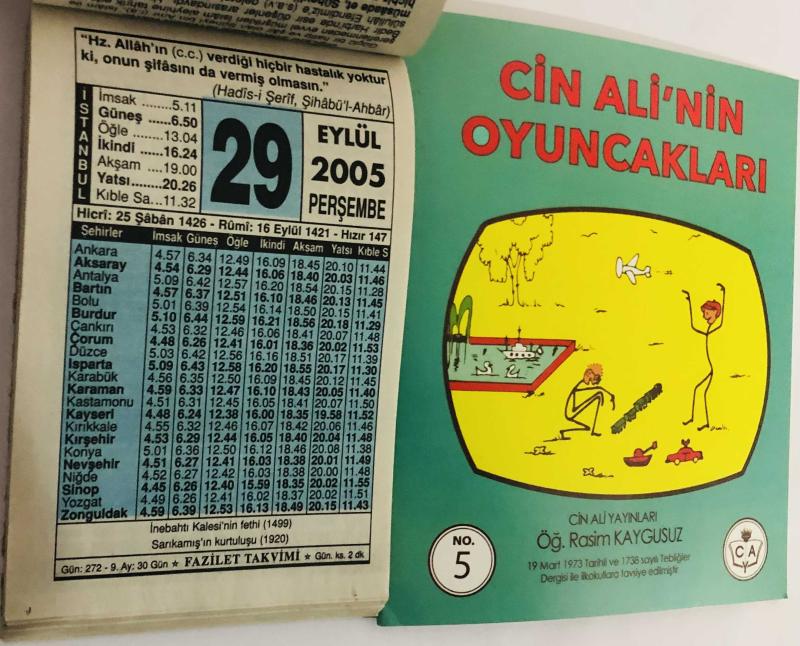 "Hz. Allâh'ın (c.c.) verdiği hiçbir hastalık yoktur
ki, onun şifâsını da vermiş olmasın."
(Hadîs-i Şerîf, Şihâbü'l-Ahbâr)
İSTANBUL
İmsak ........5.11
Güneş ......6.50
Öğle .......13.04
İkindi .....16.24
Akşam ....19.00
Yatsı........20.26
Kıble Sa...11.32
29
EYLÜL
2005
PERŞEMBE
Hicrî: 25 Şâbân 1426 - Rûmî: 16 Eylül 1421 - Hızır 147
Şehirler İmsak Güneş Öğle İkindi Akşam Yatsı Kıble S
Ankara 4.57 6.34 12.49 16.09 18.45 20.10 11.44
Aksaray 4.54 6.29 12.44 16.06 18.40 20.03 11.46
Antalya 5.09 6.42 12.57 16.20 18.54 20.15 11.28
Bartın 4.57 6.37 12.51 16.10 18.46 20.13 11.45
Bolu 5.01 6.39 12.54 16.14 18.50 20.15 11.41
Burdur 5.10 6.44 12.59 16.21 18.56 20.18 11.29
Çankırı 4.53 6.32 12.46 16.06 18.41 20.07 11.48
Çorum 4.48 6.26 12.41 16.01 18.36 20.02 11.53
Düzce 5.03 6.42 12.56 16.16 18.51 20.17 11.39
Isparta 5.09 6.43 12.58 16.20 18.55 20.17 11.30
Karabük 4.56 6.35 12.50 16.09 18.45 20.12 11.45
Karaman 4.59 6.33 12.47 16.10 18.43 20.05 11.40
Kastamonu 4.51 6.31 12.45 16.05 18.41 20.07 11.50
Kayseri 4.48 6.24 12.38 16.00 18.35 19.58 11.52
Kırıkkale 4.55 6.32 12.46 16.07 18.42 20.06 11.46
Kırşehir 4.53 6.29 12.44 16.05 18.40 20.04 11.48
Konya 5.01 6.36 12.50 16.12 18.46 20.08 11.38
Nevşehir 4.51 6.27 12.41 16.03 18.38 20.01 11.49
Niğde 4.52 6.27 12.42 16.03 18.38 20.00 11.48
Sinop 4.45 6.26 12.40 15.59 18.35 20.02 11.55
Yozgat 4.49 6.26 12.41 16.02 18.37 20.02 11.51
Zonguldak 4.59 6.39 12.53 16.13 18.49 20.15 11.43
İnebahtı Kalesi'nin fethi (1499)
Sarıkamış'ın kurtuluşu (1920)
Gün: 272 - 9. Ay: 30 Gün ★ FAZİLET TAKVİMİ ★ Gün. ks. 2 dk
CİN ALİ'NİN
OYUNCAKLARI
CİN ALİ YAYINLARI
Öğ. Rasim KAYGUSUZ
19 Mart 1973 Tarihli ve 1738 sayılı Tebliğler
Dergisi ile ilkokullara tavsiye edilmiştir
NO.
5
C A
Y